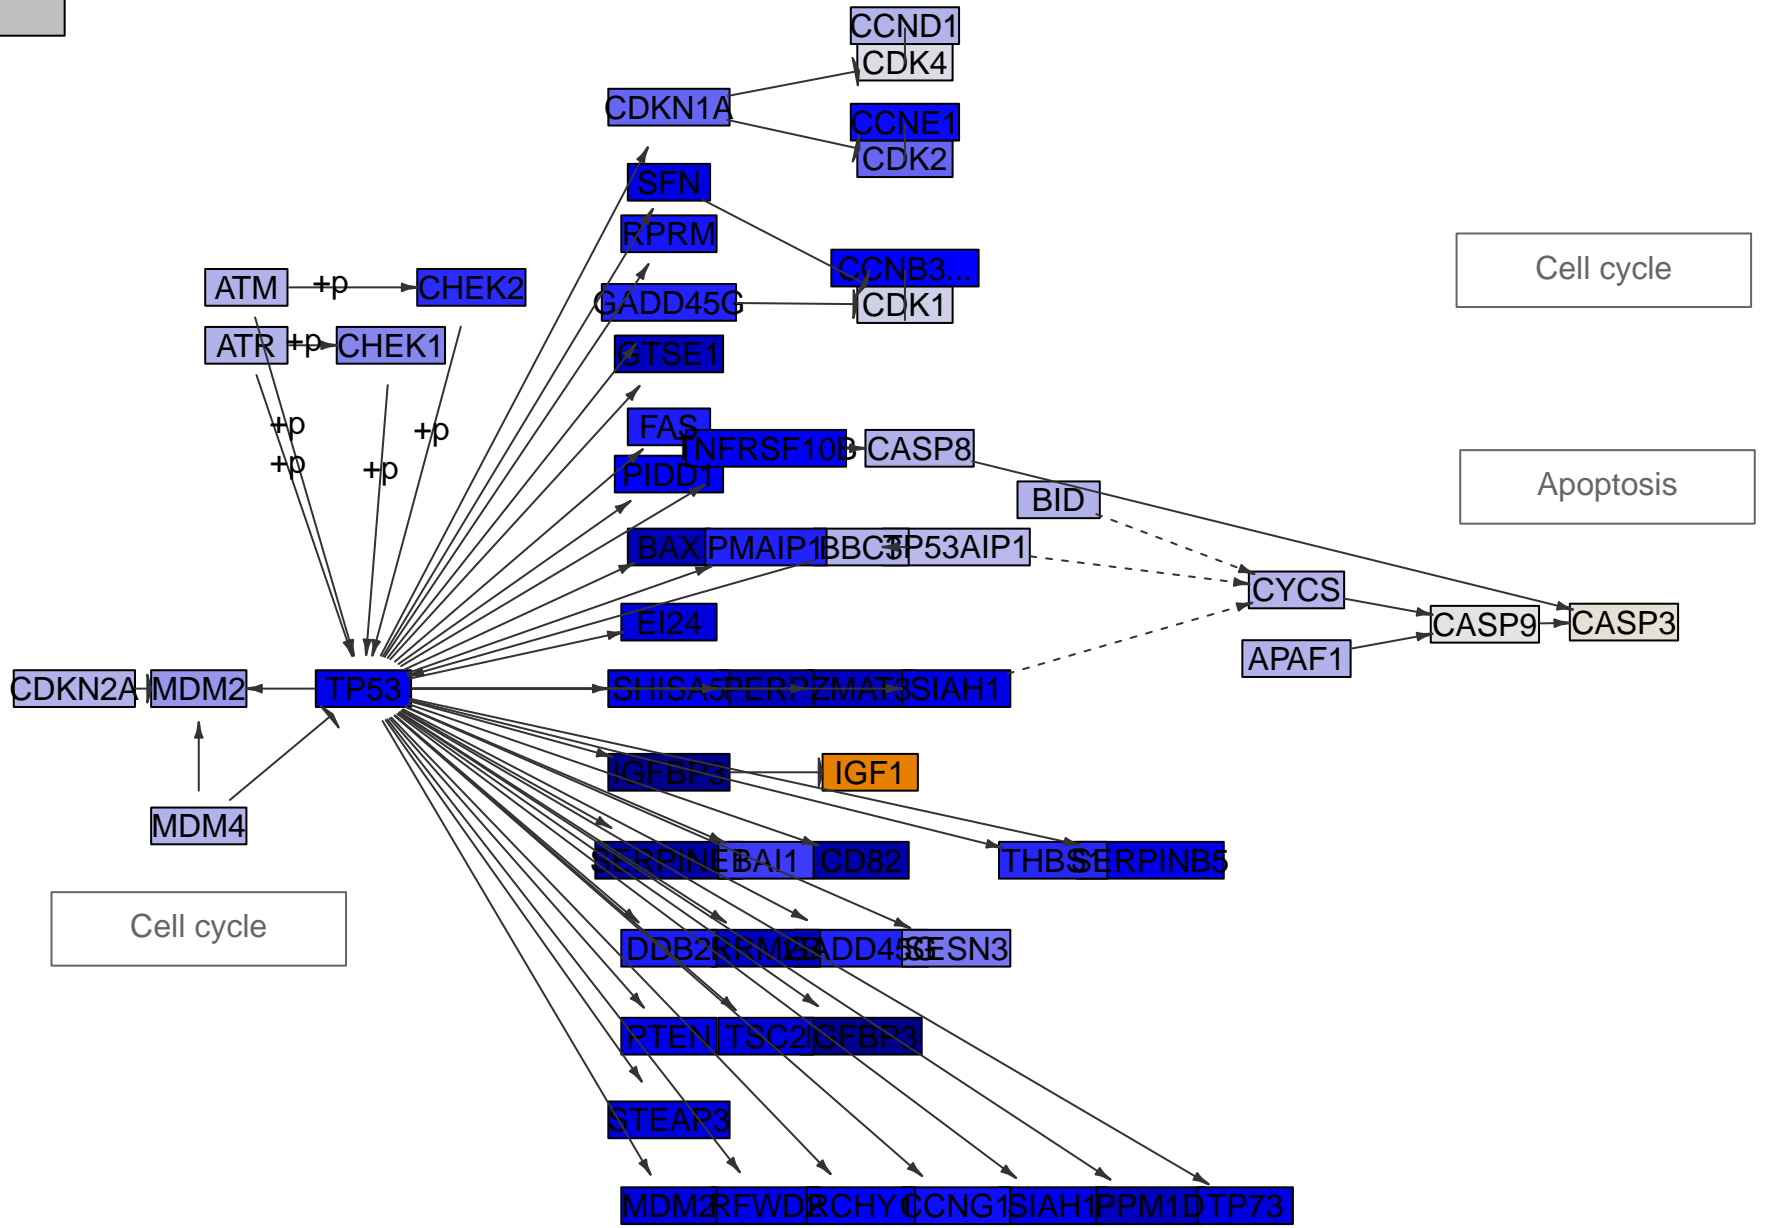 CCND1
CDK4
CDKN1A
CCNE1
CDK2
SFN
RPRM
CCNB3...
Cell cycle
ATM
+p
CHEK2
GADD45G
CDK1
ATR
+p
CHEK1
GTSE1
+p
+p
FAS
NFRSF10B
CASP8
+p
+p
PIDD1
Apoptosis
BID
BAX
PMAIP1
BBC3
TP53AIP1
CYCS
EI24
CASP9
CASP3
APAF1
CDKN2A
MDM2
TP53
SHISA5
PERP
ZMAT3
SIAH1
IGFBP3
IGF1
MDM4
SERPINE1
BAI1
CD82
THBS1
SERPINB5
Cell cycle
DDB2
RRM2B
GADD45G
SESN3
PTEN
TSC2
IGFBP3
STEAP3
MDM2
RFWD2
RCHY1
CCNG1
SIAH1
PPM1D
TP73